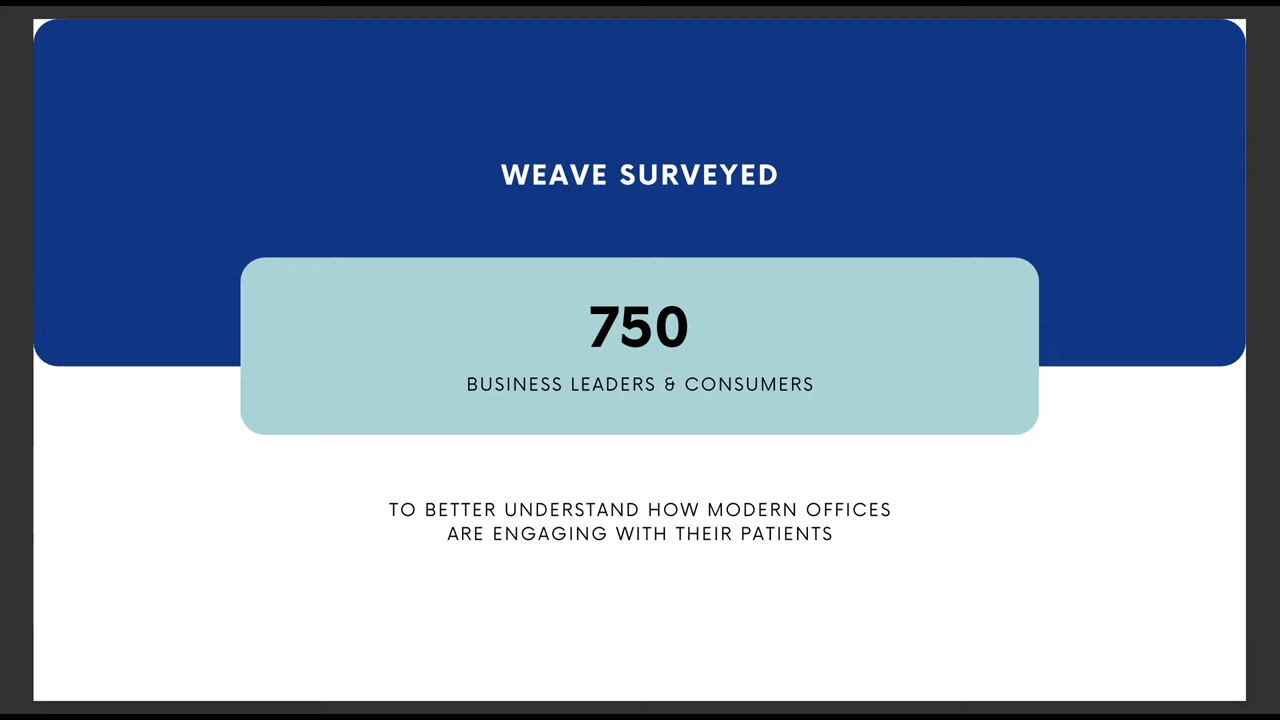 WEAVE SURVEYED
750
BUSINESS LEADERS & CONSUMERS
TO BETTER UNDERSTAND HOW MODERN OFFICES
ARE ENGAGING WITH THEIR PATIENTS